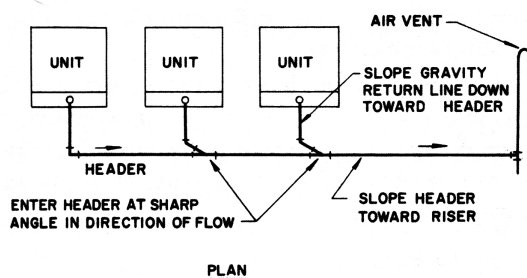 AIR VENT
UNIT
UNIT
UNIT
SLOPE GRAVITY
RETURN LINE DOWN
TOWARD HEADER
HEADER
ENTER HEADER AT SHARP
ANGLE IN DIRECTION OF FLOW
SLOPE HEADER
TOWARD RISER
PLAN